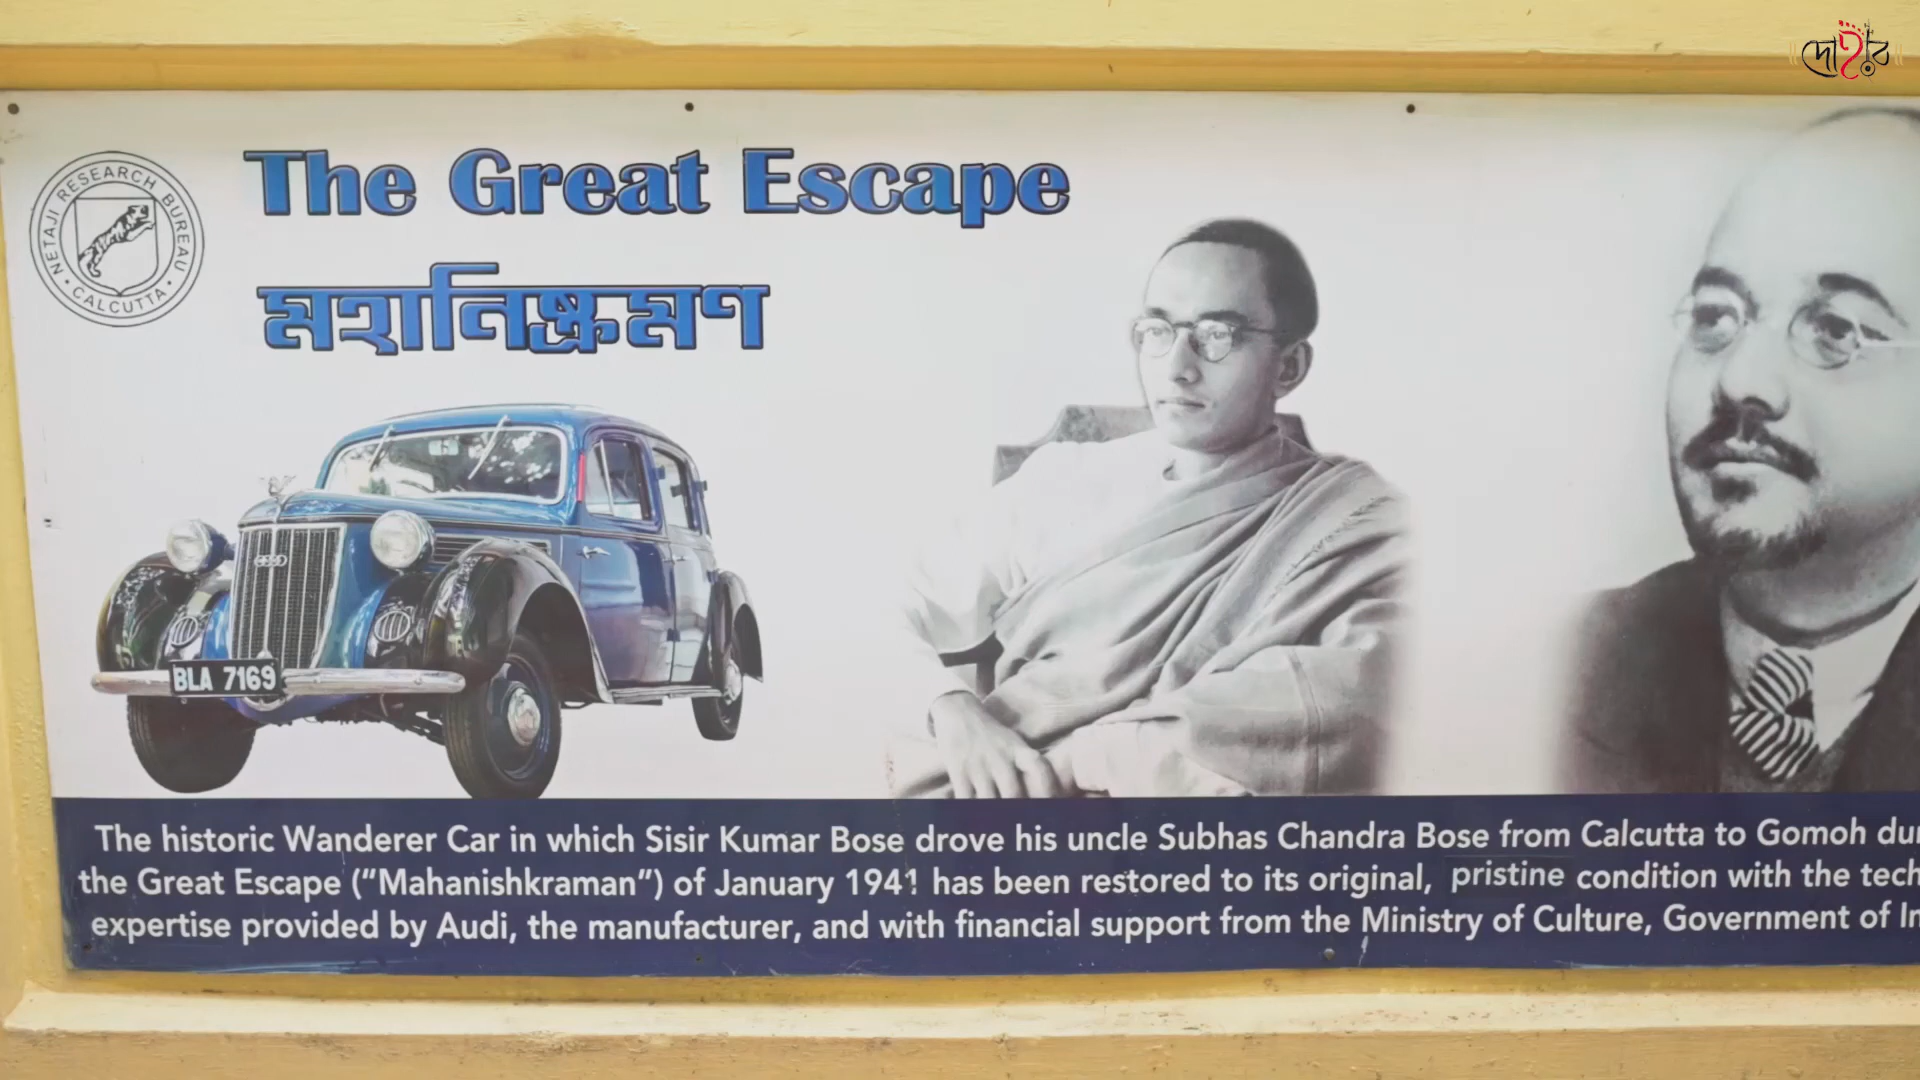 দোহার
NETAJI RESEARCH BUREAU
• CALCUTTA •
The Great Escape
মহানিষ্ক্রমণ
BLA 7169
The historic Wanderer Car in which Sisir Kumar Bose drove his uncle Subhas Chandra Bose from Calcutta to Gomoh
the Great Escape (“Mahanishkraman”) of January 1941 has been restored to its original, pristine condition with the
expertise provided by Audi, the manufacturer, and with financial support from the Ministry of Culture, Government of